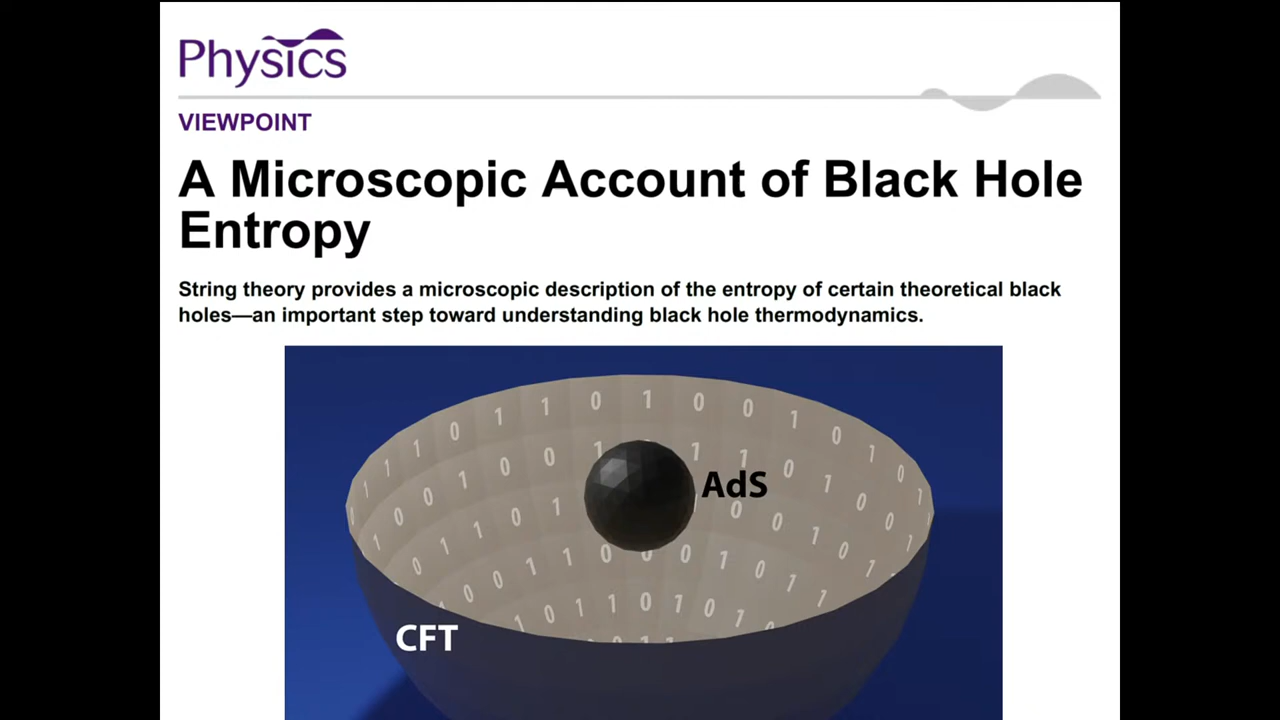 Physics
VIEWPOINT
A Microscopic Account of Black Hole
Entropy
String theory provides a microscopic description of the entropy of certain theoretical black
holes—an important step toward understanding black hole thermodynamics.
AdS
CFT